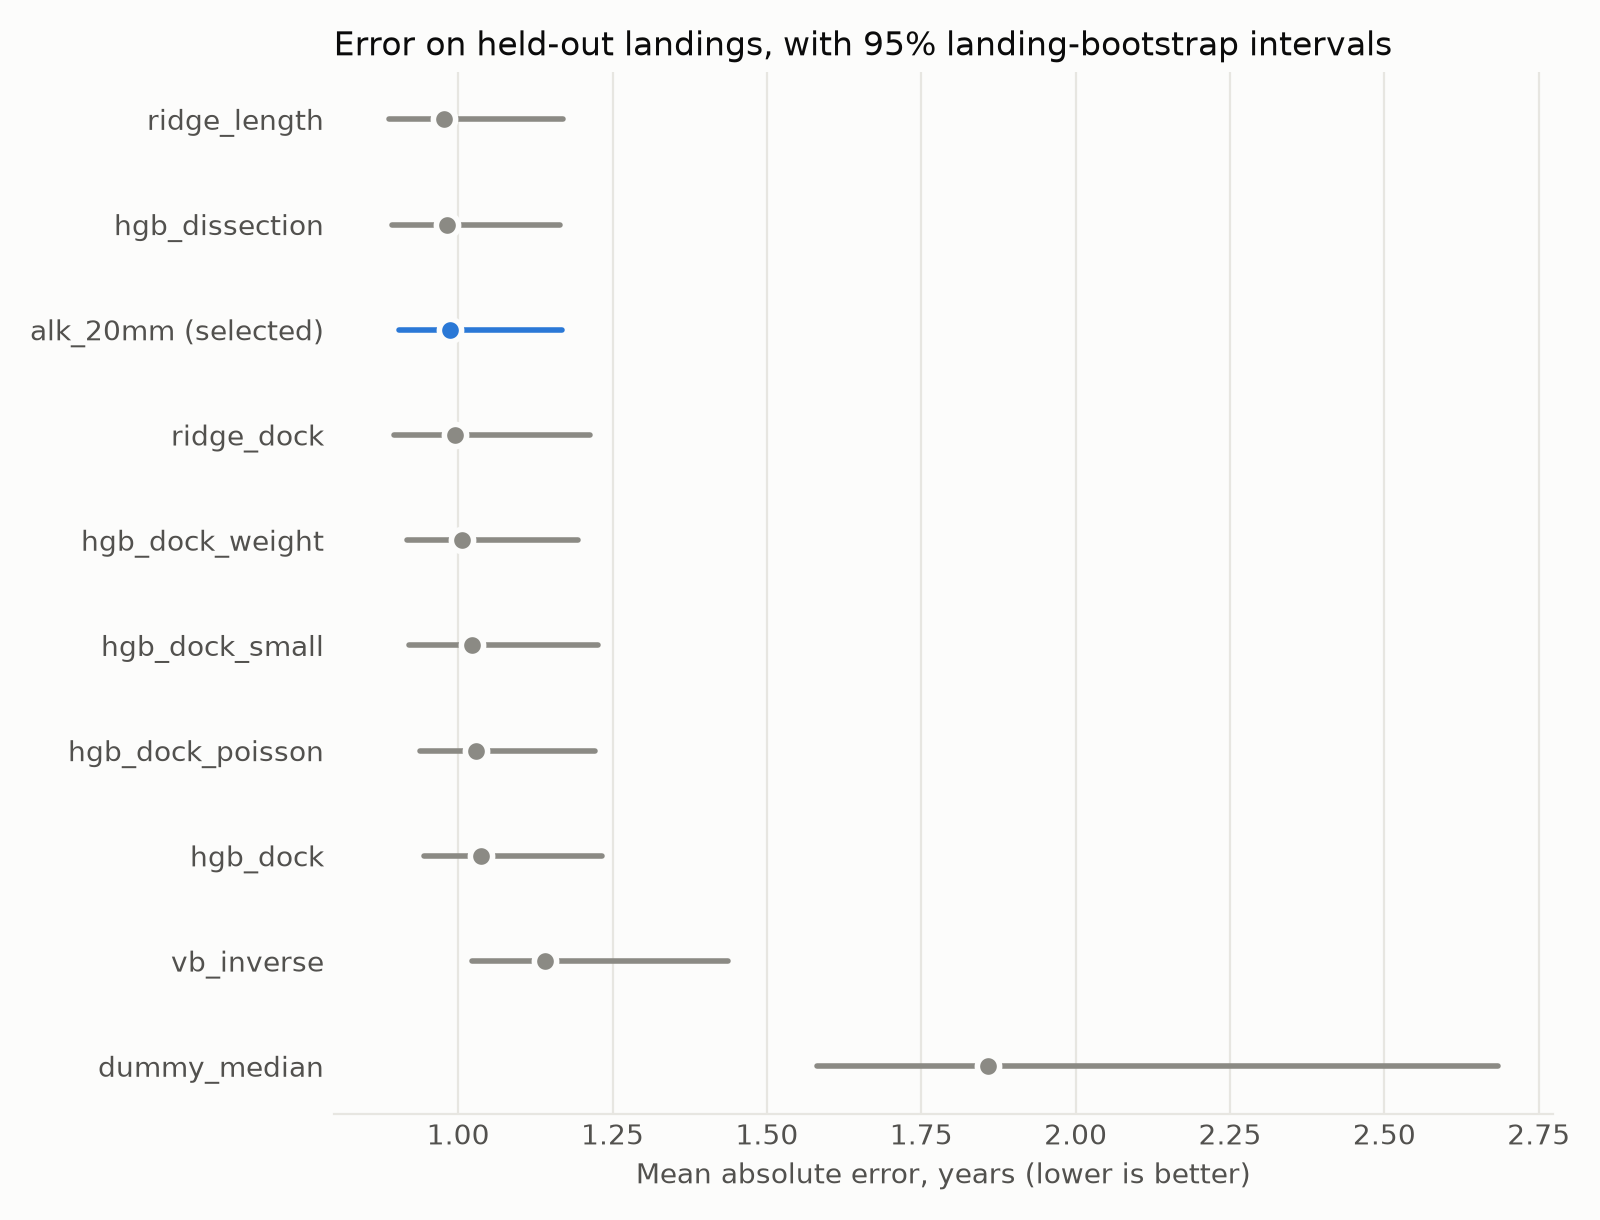 Error on held-out landings, with 95% landing-bootstrap intervals
ridge_length
hgb_dissection
alk_20mm (selected)
ridge_dock
hgb_dock_weight
hgb_dock_small
hgb_dock_poisson
hgb_dock
vb_inverse
dummy_median
1.00 1.25 1.50 1.75 2.00 2.25 2.50 2.75
Mean absolute error, years (lower is better)